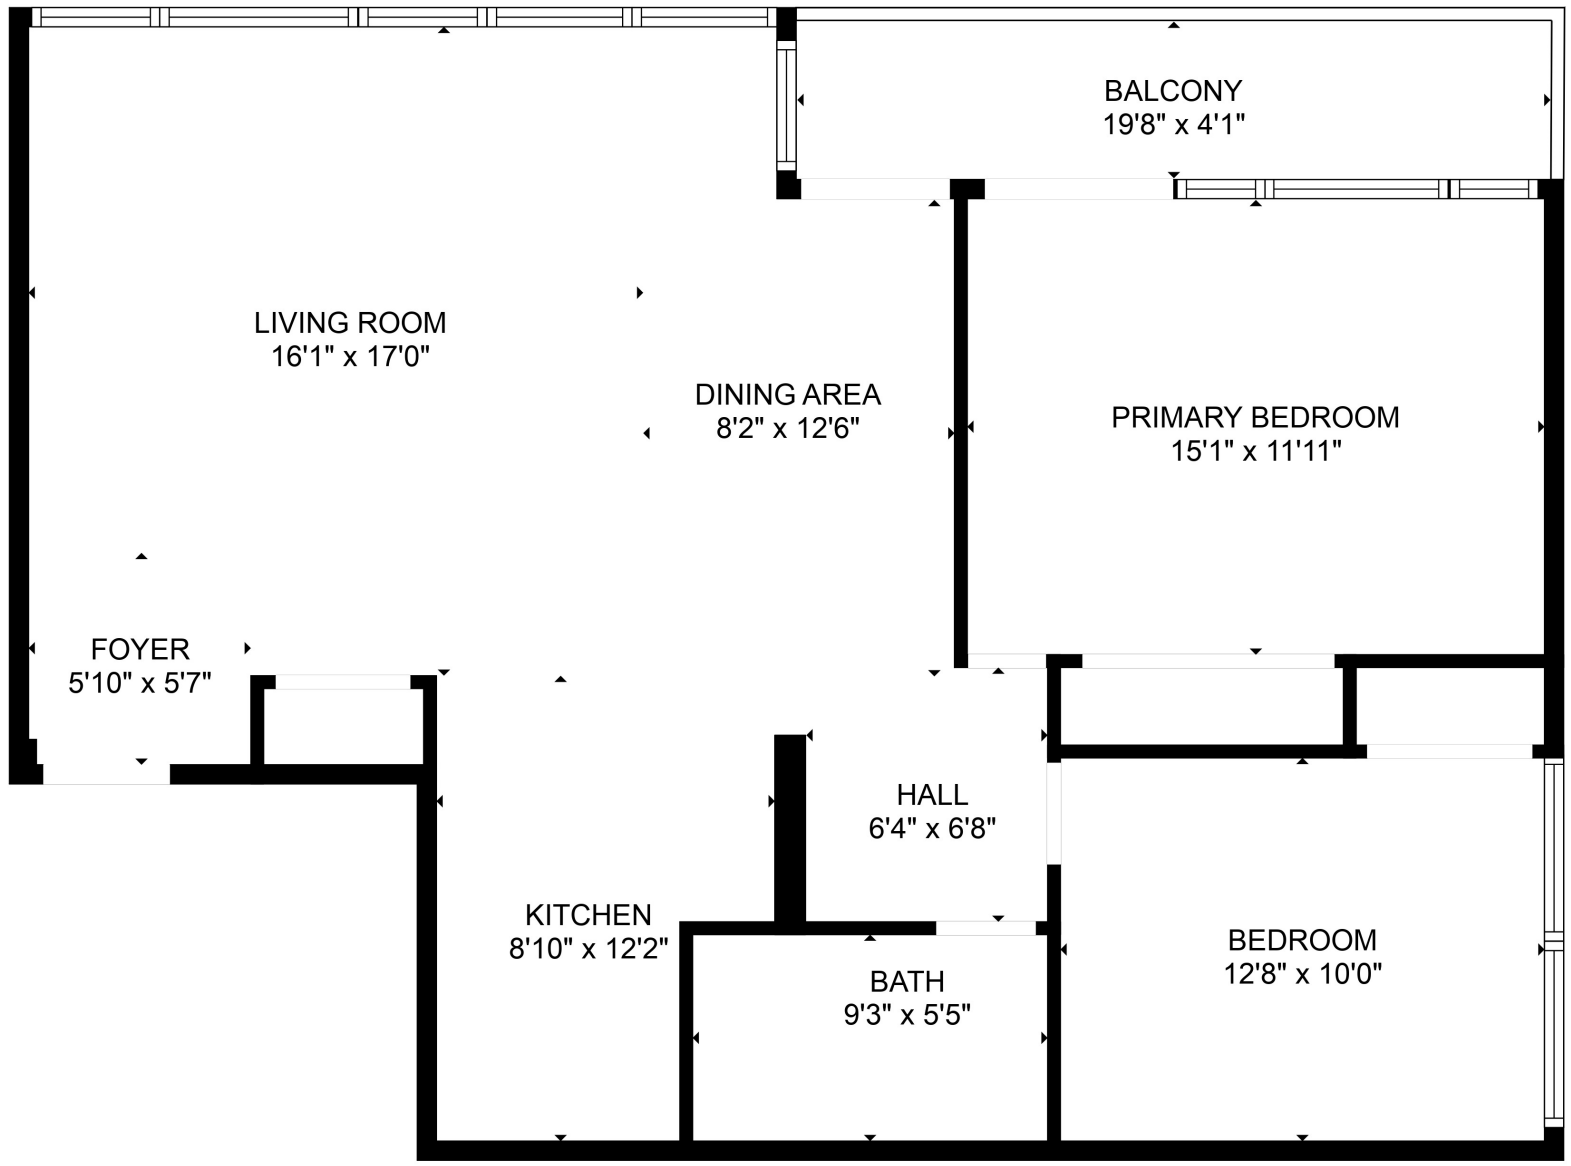 BALCONY
19'8" x 4'1"
LIVING ROOM
16'1" x 17'0"
DINING AREA
8'2" x 12'6"
PRIMARY BEDROOM
15'1" x 11'11"
FOYER
5'10" x 5'7"
HALL
6'4" x 6'8"
KITCHEN
8'10" x 12'2"
BEDROOM
12'8" x 10'0"
BATH
9'3" x 5'5"